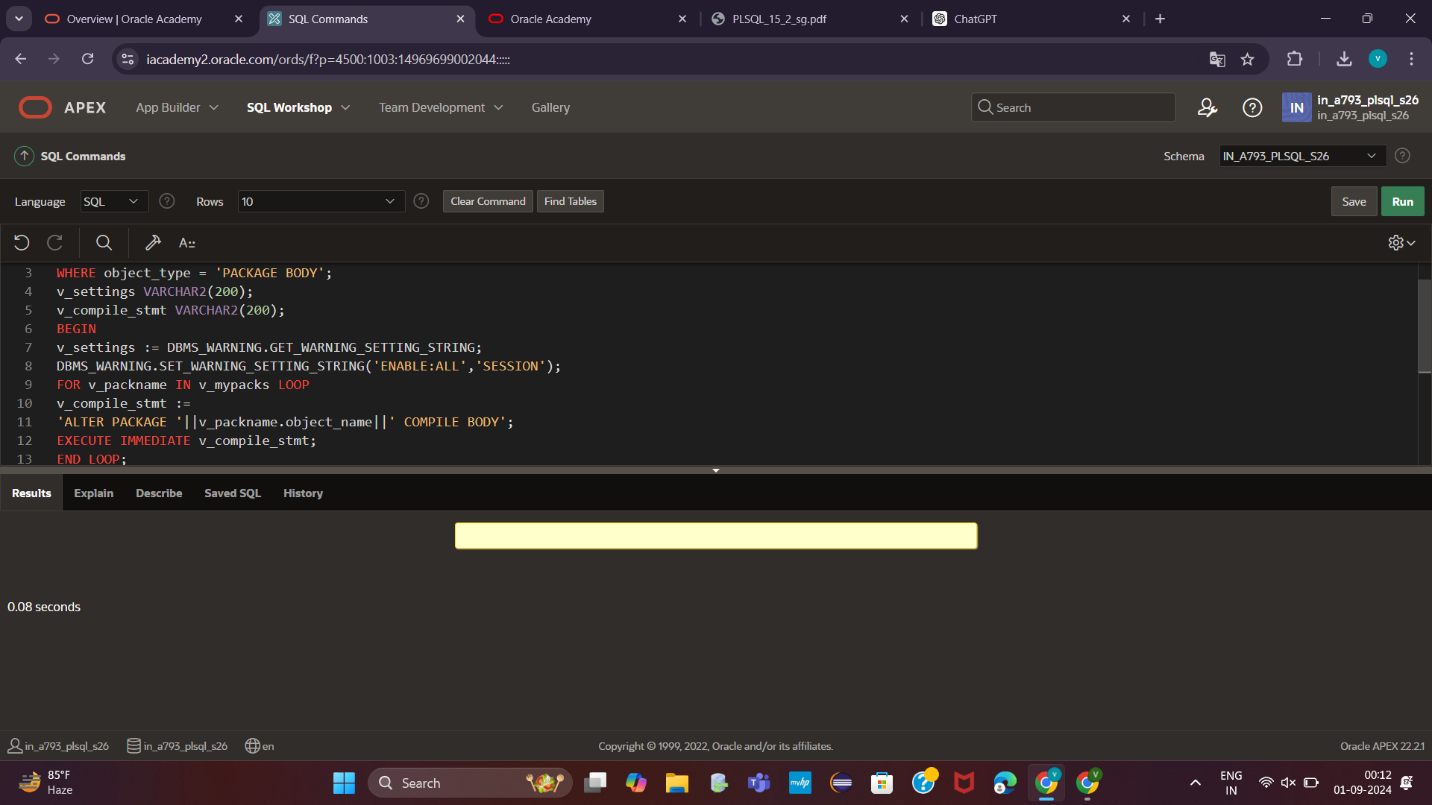 Overview | Oracle Academy
SQL Commands
Oracle Academy
PLSQL_15_2_sg.pdf
ChatGPT
iacademy2.oracle.com/ords/f?p=4500:1003:14969699002044:::::
V
APEX
App Builder
SQL Workshop
Team Development
Gallery
Search
IN
in_a793_plsql_s26
in_a793_plsql_s26
SQL Commands
Schema
IN_A793_PLSQL_S26
Language
SQL
Rows
10
Clear Command
Find Tables
Save
Run
A::
3 WHERE object_type = 'PACKAGE BODY';
4 v_settings VARCHAR2(200);
5 v_compile_stmt VARCHAR2(200);
6 BEGIN
7 v_settings := DBMS_WARNING.GET_WARNING_SETTING_STRING;
8 DBMS_WARNING.SET_WARNING_SETTING_STRING('ENABLE:ALL','SESSION');
9 FOR v_packname IN v_mypacks LOOP
10 v_compile_stmt :=
11 'ALTER PACKAGE '||v_packname.object_name||' COMPILE BODY';
12 EXECUTE IMMEDIATE v_compile_stmt;
13 END LOOP;
Results
Explain
Describe
Saved SQL
History
0.08 seconds
in_a793_plsql_s26
in_a793_plsql_s26
en
Copyright © 1999, 2022, Oracle and/or its affiliates.
Oracle APEX 22.2.1
85°F
Haze
Search
myhp
V
V
ENG
IN
00:12
01-09-2024